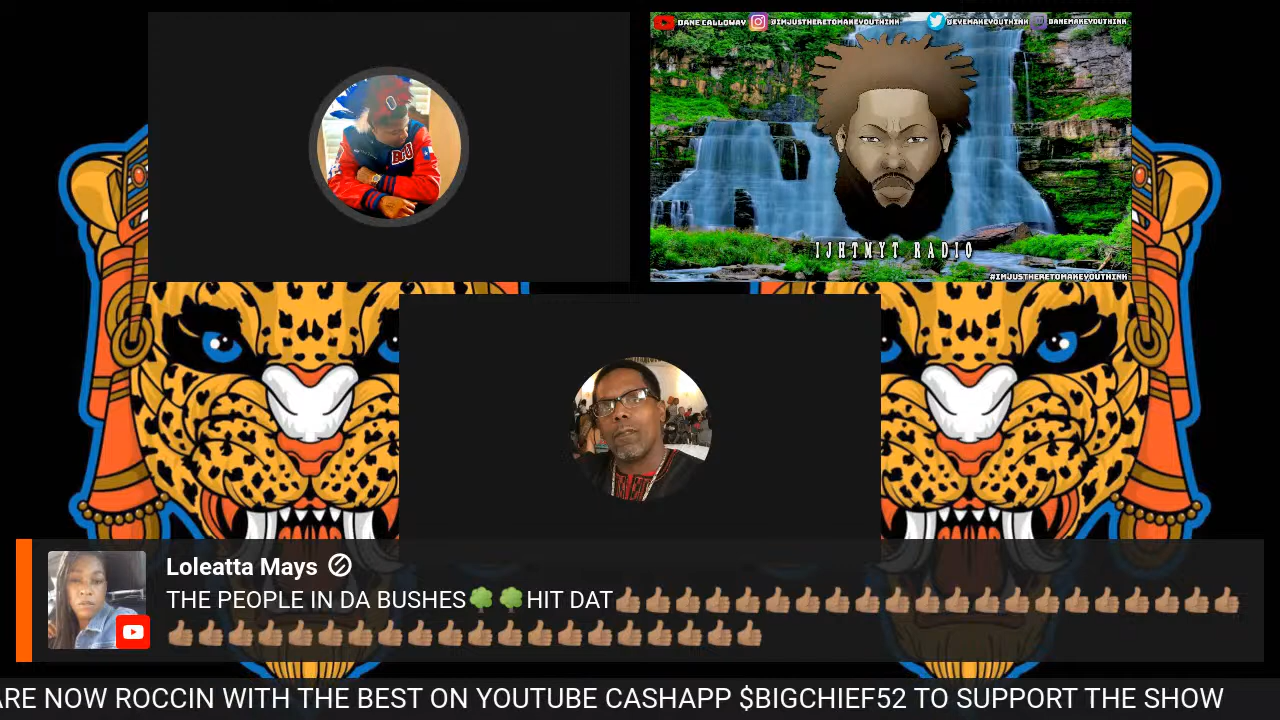 DANE CALLOWAY @IMJUSTHERETOMAKEYOUTHINK @EYEMAKEYOUTHINK DANEMAKEYOUTHINK
IJHTMYT RADIO
#IMJUSTHERETOMAKEYOUTHINK
Loleatta Mays
THE PEOPLE IN DA BUSHES🌳 🌳HIT DAT👍🏽👍🏽👍🏽👍🏽👍🏽👍🏽👍🏽👍🏽👍🏽👍🏽👍🏽👍🏽👍🏽👍🏽👍🏽👍🏽👍🏽👍🏽👍🏽👍🏽👍🏽
👍🏽👍🏽👍🏽👍🏽👍🏽👍🏽👍🏽👍🏽👍🏽👍🏽👍🏽👍🏽👍🏽👍🏽👍🏽👍🏽👍🏽👍🏽👍🏽👍🏽
ARE NOW ROCCIN WITH THE BEST ON YOUTUBE CASHAPP $BIGCHIEF52 TO SUPPORT THE SHOW